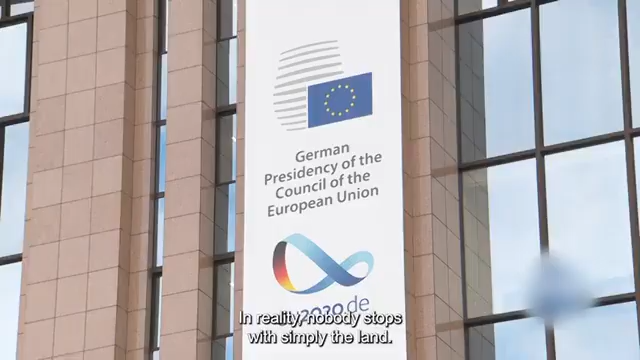 German
Presidency of the
Council of the
European Union
2020.de
In reality, nobody stops
with simply the land.